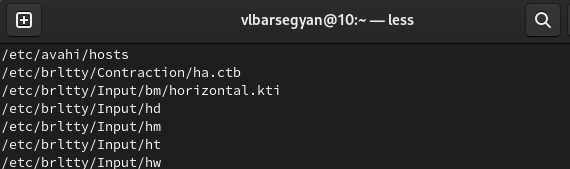 vlbarsegyan@10:~ — less
/etc/avahi/hosts
/etc/brltty/Contraction/ha.ctb
/etc/brltty/Input/bm/horizontal.kti
/etc/brltty/Input/hd
/etc/brltty/Input/hm
/etc/brltty/Input/ht
/etc/brltty/Input/hw